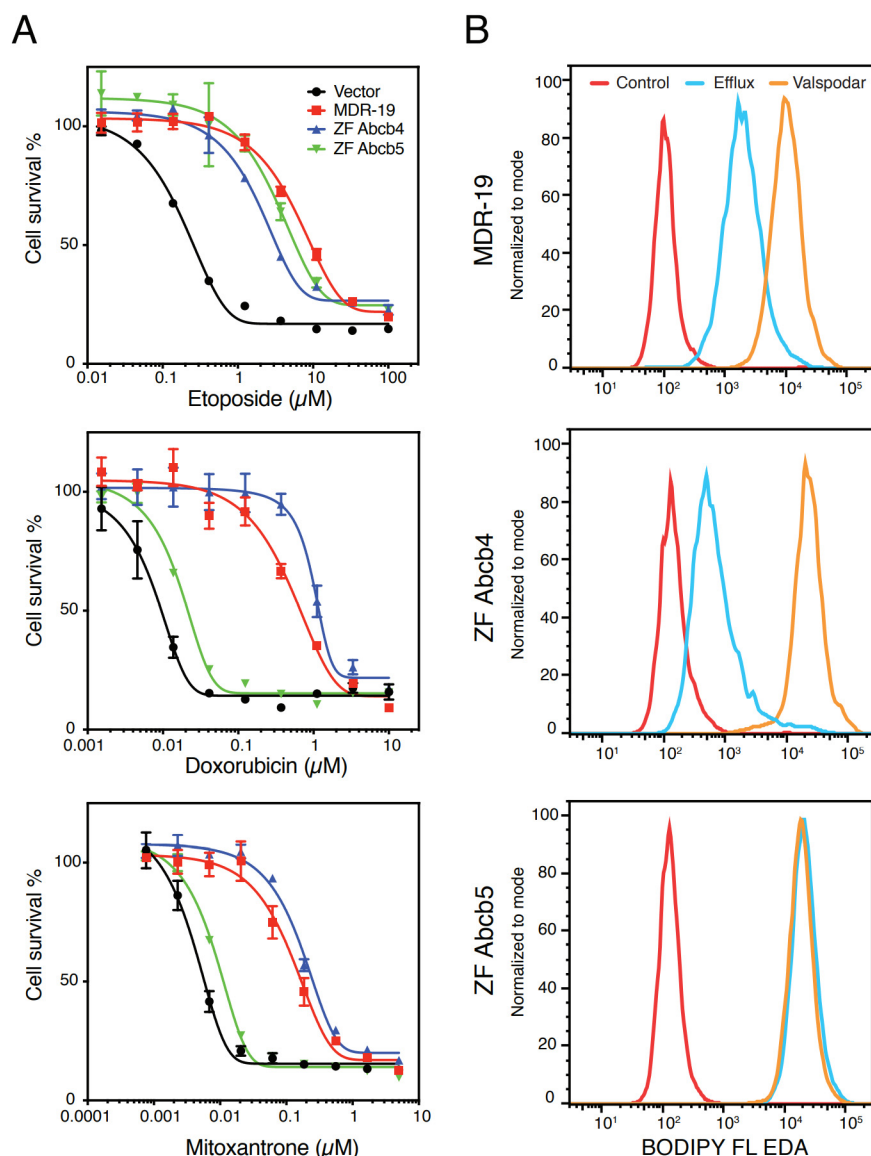 A
Cell survival %
100
50
0
Vector
MDR-19
ZF Abcb4
ZF Abcb5
0.01 0.1 1 10 100
Etoposide (µM)
Cell survival %
100
50
0
0.001 0.01 0.1 1 10
Doxorubicin (µM)
Cell survival %
100
50
0
0.0001 0.001 0.01 0.1 1 10
Mitoxantrone (µM)
B
MDR-19
Normalized to mode
100
80
60
40
20
0
Control Efflux Valspodar
10¹ 10² 10³ 10⁴ 10⁵
ZF Abcb4
Normalized to mode
100
80
60
40
20
0
10¹ 10² 10³ 10⁴ 10⁵
ZF Abcb5
Normalized to mode
100
80
60
40
20
0
10¹ 10² 10³ 10⁴ 10⁵
BODIPY FL EDA